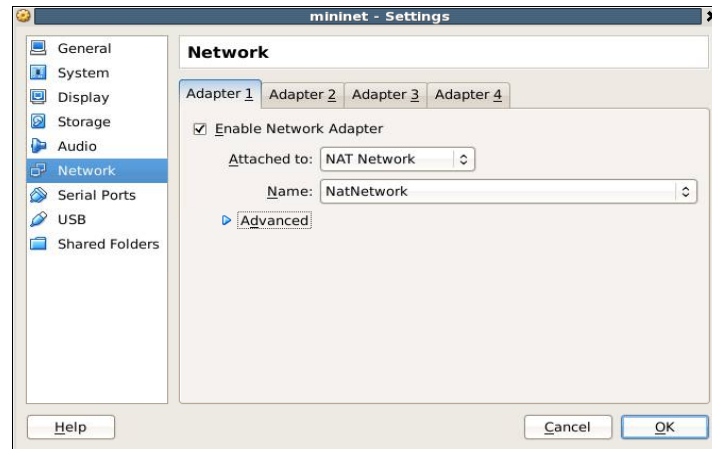 mininet - Settings
General
System
Display
Storage
Audio
Network
Serial Ports
USB
Shared Folders
Network
Adapter 1 Adapter 2 Adapter 3 Adapter 4
Enable Network Adapter
Attached to: NAT Network
Name: NatNetwork
Advanced
Help Cancel OK